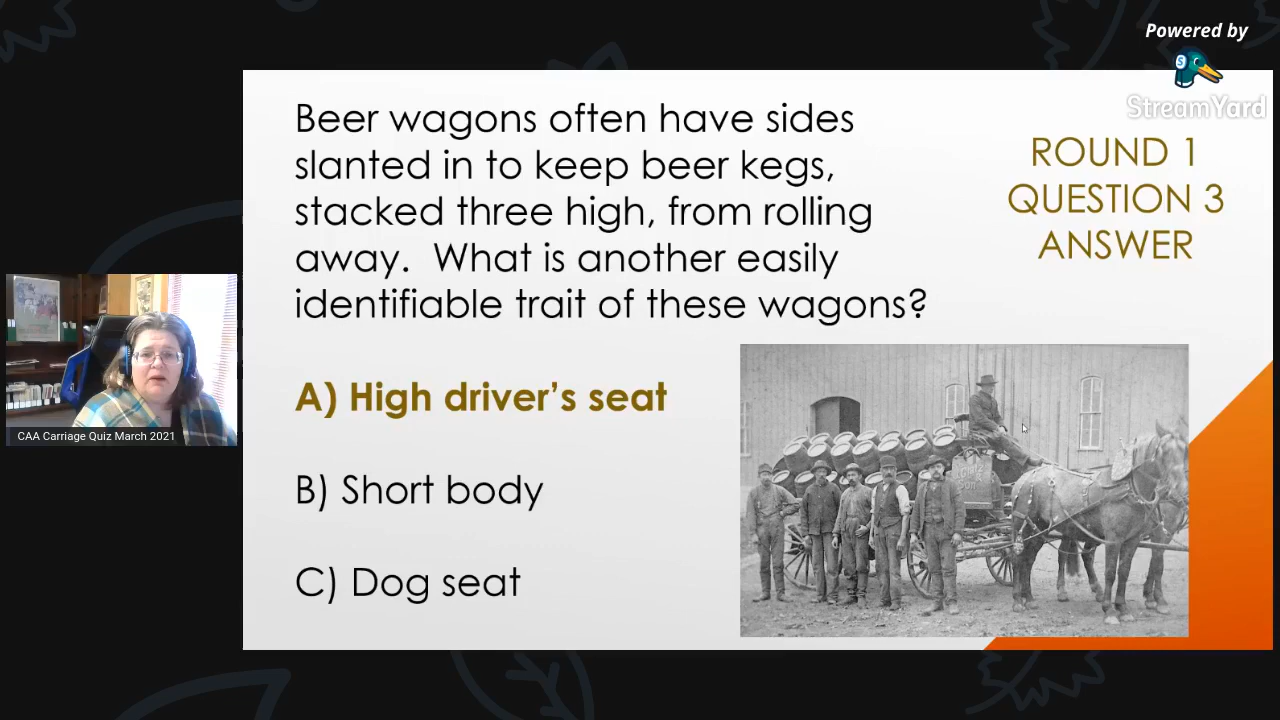 Powered by
StreamYard
Beer wagons often have sides
slanted in to keep beer kegs,
stacked three high, from rolling
away.  What is another easily
identifiable trait of these wagons?
ROUND 1
QUESTION 3
ANSWER
A) High driver’s seat
B) Short body
C) Dog seat
CAA Carriage Quiz March 2021